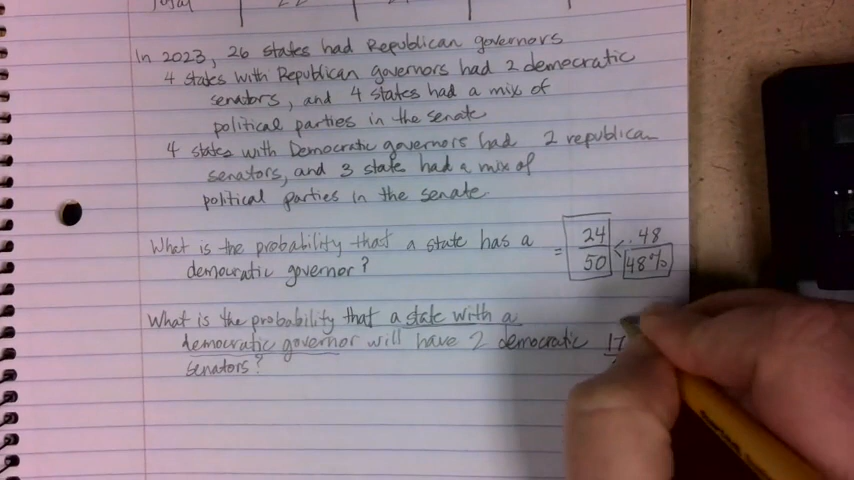 Total 22
In 2023, 26 states had Republican governors
4 states with Republican governors had 2 democratic
senators, and 4 states had a mix of
political parties in the senate
4 states with Democratic governors had 2 republican
senators, and 3 state had a mix of
political parties in the senate
What is the probability that a state has a
democratic governor?
= 24/50 < .48
48%
What is the probability that a state with a
democratic governor will have 2 democratic 17
senators?